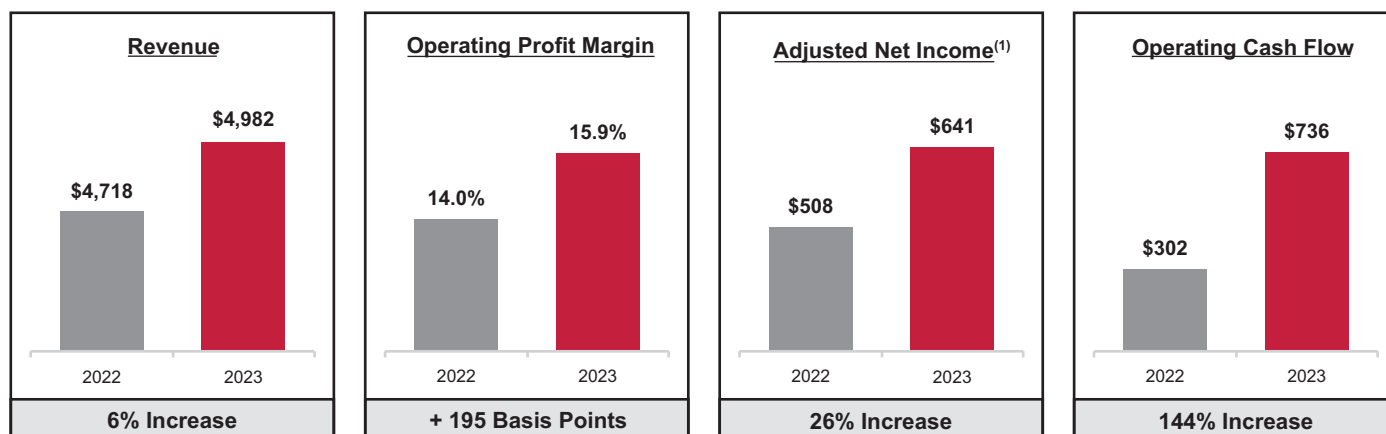 Revenue
$4,982
$4,718
2022 2023
6% Increase
Operating Profit Margin
15.9%
14.0%
2022 2023
+ 195 Basis Points
Adjusted Net Income(1)
$641
$508
2022 2023
26% Increase
Operating Cash Flow
$736
$302
2022 2023
144% Increase